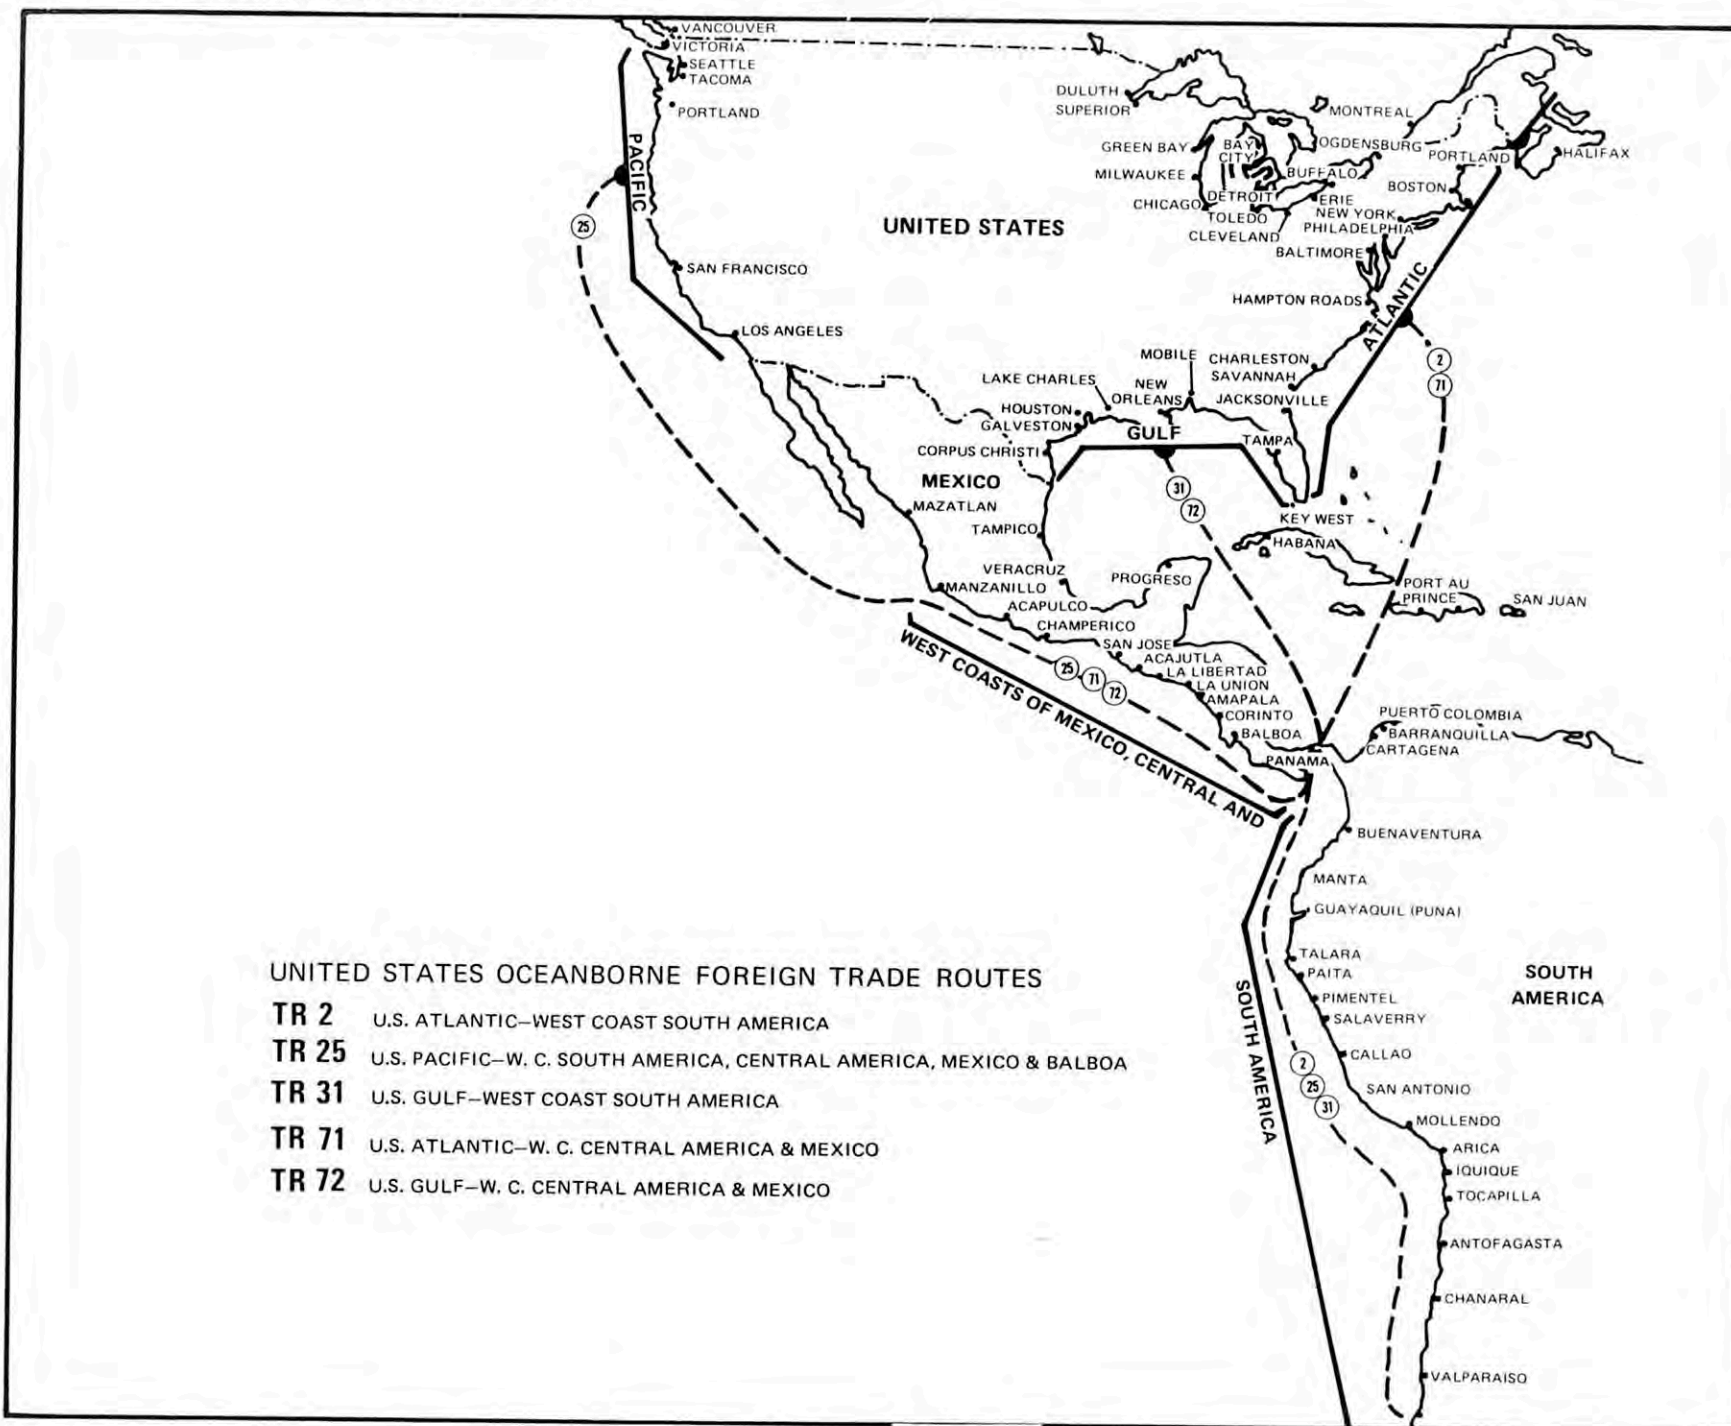 VANCOUVER
VICTORIA
SEATTLE
TACOMA
PORTLAND
PACIFIC
25
SAN FRANCISCO
LOS ANGELES
UNITED STATES
DULUTH
SUPERIOR
GREEN BAY
MILWAUKEE
CHICAGO
BAY
CITY
DETROIT
TOLEDO
CLEVELAND
ERIE
BUFFALO
OGDENSBURG
MONTREAL
PORTLAND
HALIFAX
BOSTON
NEW YORK
PHILADELPHIA
BALTIMORE
HAMPTON ROADS
ATLANTIC
2
71
CHARLESTON
SAVANNAH
JACKSONVILLE
MOBILE
NEW
ORLEANS
LAKE CHARLES
HOUSTON
GALVESTON
CORPUS CHRISTI
GULF
TAMPA
31
72
KEY WEST
HABANA
MEXICO
MAZATLAN
TAMPICO
VERACRUZ
MANZANILLO
PROGRESO
PORT AU
PRINCE
SAN JUAN
ACAPULCO
CHAMPERICO
SAN JOSE
ACAJUTLA
LA LIBERTAD
LA UNION
AMAPALA
CORINTO
BALBOA
PANAMA
25
71
72
WEST COASTS OF MEXICO, CENTRAL AND
SOUTH AMERICA
PUERTO COLOMBIA
BARRANQUILLA
CARTAGENA
BUENAVENTURA
MANTA
GUAYAQUIL (PUNA)
TALARA
PAITA
PIMENTEL
SALAVERRY
CALLAO
SAN ANTONIO
MOLLENDO
ARICA
IQUIQUE
TOCAPILLA
ANTOFAGASTA
CHANARAL
VALPARAISO
2
25
31
SOUTH
AMERICA
UNITED STATES OCEANBORNE FOREIGN TRADE ROUTES
TR 2 U.S. ATLANTIC–WEST COAST SOUTH AMERICA
TR 25 U.S. PACIFIC–W. C. SOUTH AMERICA, CENTRAL AMERICA, MEXICO & BALBOA
TR 31 U.S. GULF–WEST COAST SOUTH AMERICA
TR 71 U.S. ATLANTIC–W. C. CENTRAL AMERICA & MEXICO
TR 72 U.S. GULF–W. C. CENTRAL AMERICA & MEXICO